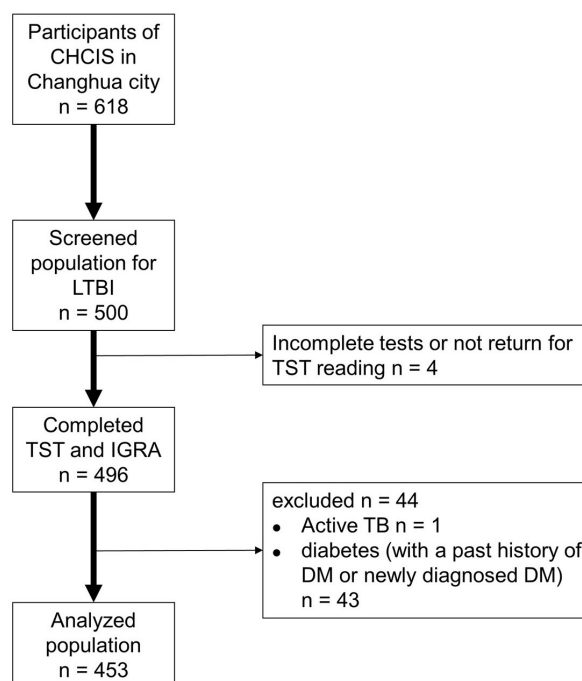 Participants of
CHCIS in
Changhua city
n = 618
Screened
population for
LTBI
n = 500
Incomplete tests or not return for
TST reading n = 4
Completed
TST and IGRA
n = 496
excluded n = 44
• Active TB n = 1
• diabetes (with a past history of
DM or newly diagnosed DM)
n = 43
Analyzed
population
n = 453